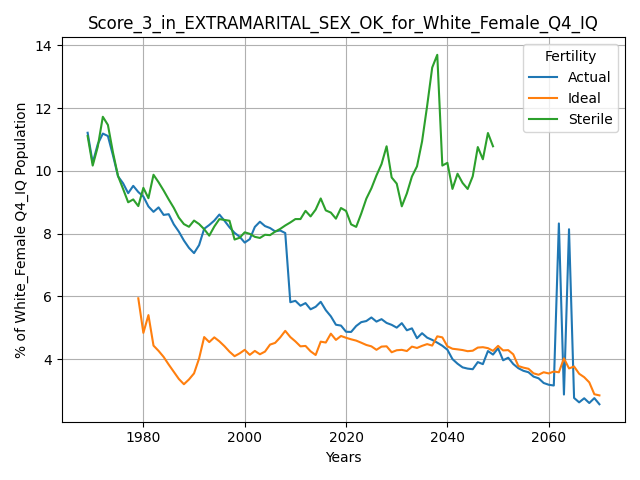 Score_3_in_EXTRAMARITAL_SEX_OK_for_White_Female_Q4_IQ
% of White_Female Q4_IQ Population
14
12
10
8
6
4
Fertility
Actual
Ideal
Sterile
1980
2000
2020
2040
2060
Years